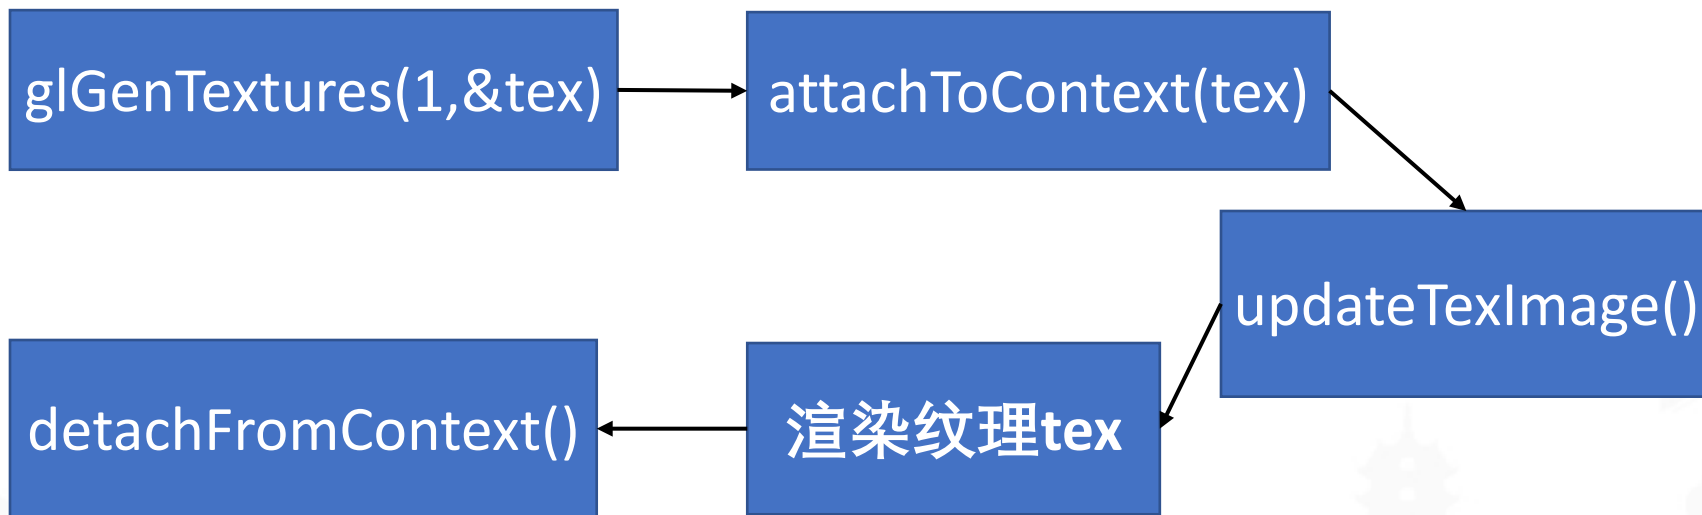 glGenTextures(1,&tex)
attachToContext(tex)
updateTexImage()
渲染纹理tex
detachFromContext()